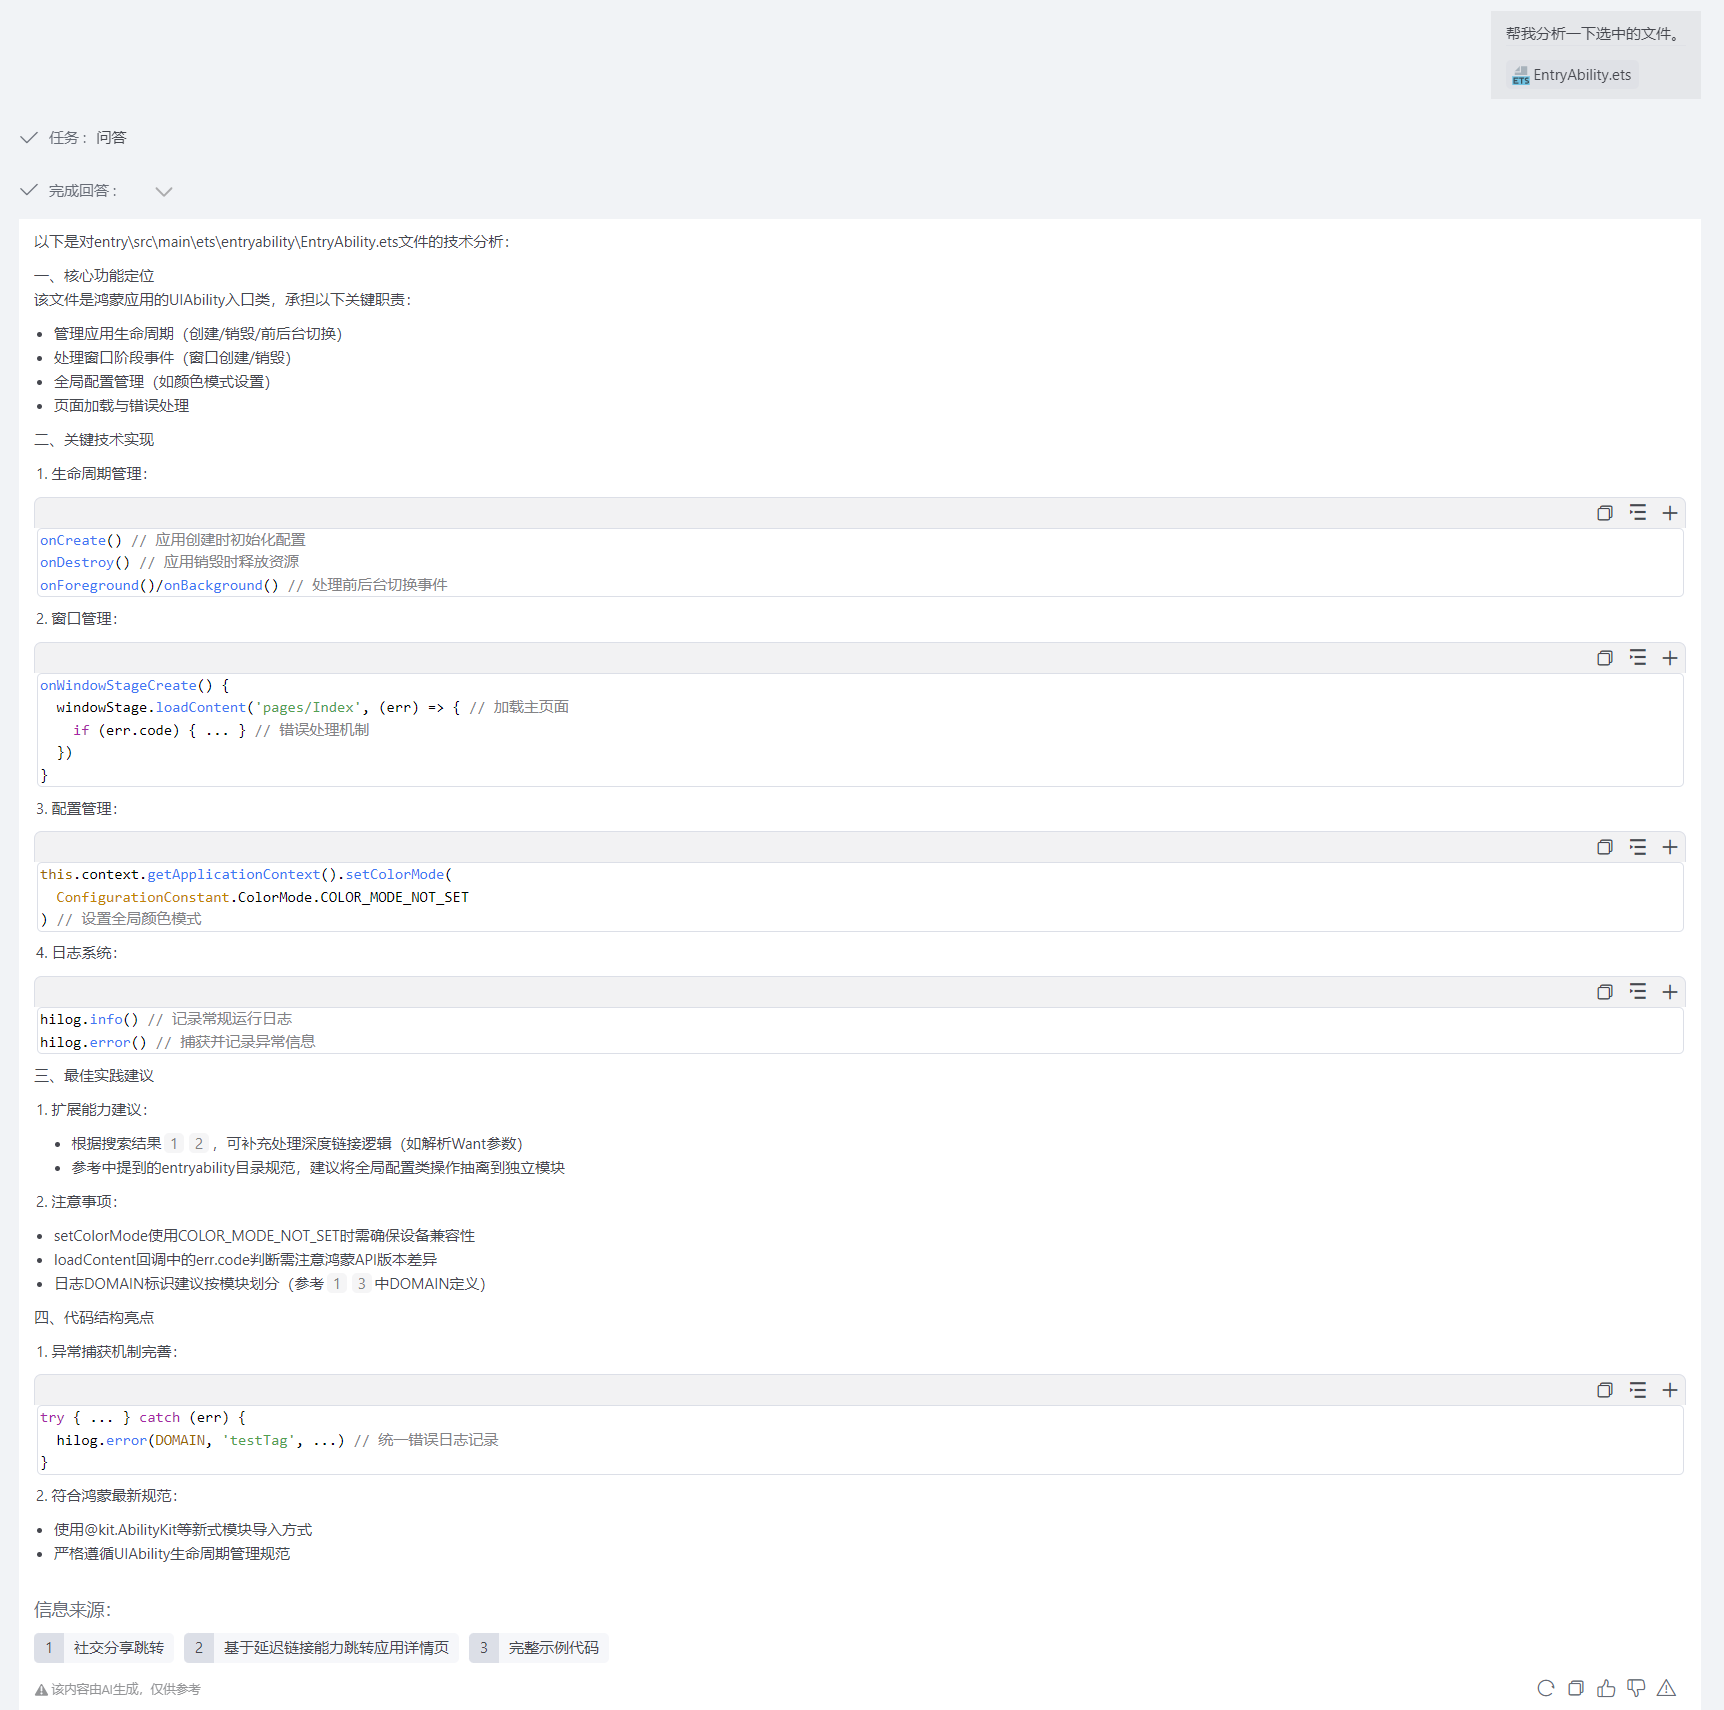 帮我分析一下选中的文件。
EntryAbility.ets
任务： 问答
完成回答：
以下是对entry\src\main\ets\entryability\EntryAbility.ets文件的技术分析：
一、核心功能定位
该文件是鸿蒙应用的UIAbility入口类，承担以下关键职责：
• 管理应用生命周期（创建/销毁/前后台切换）
• 处理窗口阶段事件（窗口创建/销毁）
• 全局配置管理（如颜色模式设置）
• 页面加载与错误处理
二、关键技术实现
1. 生命周期管理：
onCreate() // 应用创建时初始化配置
onDestroy() // 应用销毁时释放资源
onForeground()/onBackground() // 处理前后台切换事件
2. 窗口管理：
onWindowStageCreate() {
  windowStage.loadContent('pages/Index', (err) => { // 加载主页面
    if (err.code) { ... } // 错误处理机制
  })
}
3. 配置管理：
this.context.getApplicationContext().setColorMode(
  ConfigurationConstant.ColorMode.COLOR_MODE_NOT_SET
) // 设置全局颜色模式
4. 日志系统：
hilog.info() // 记录常规运行日志
hilog.error() // 捕获并记录异常信息
三、最佳实践建议
1. 扩展能力建议：
• 根据搜索结果 1 2 ，可补充处理深度链接逻辑（如解析Want参数）
• 参考中提到的entryability目录规范，建议将全局配置类操作抽离到独立模块
2. 注意事项：
• setColorMode使用COLOR_MODE_NOT_SET时需确保设备兼容性
• loadContent回调中的err.code判断需注意鸿蒙API版本差异
• 日志DOMAIN标识建议按模块划分（参考 1 3 中DOMAIN定义）
四、代码结构亮点
1. 异常捕获机制完善：
try { ... } catch (err) {
  hilog.error(DOMAIN, 'testTag', ...) // 统一错误日志记录
}
2. 符合鸿蒙最新规范：
• 使用@kit.AbilityKit等新式模块导入方式
• 严格遵循UIAbility生命周期管理规范
信息来源：
1 社交分享跳转 2 基于延迟链接能力跳转应用详情页 3 完整示例代码
该内容由AI生成，仅供参考